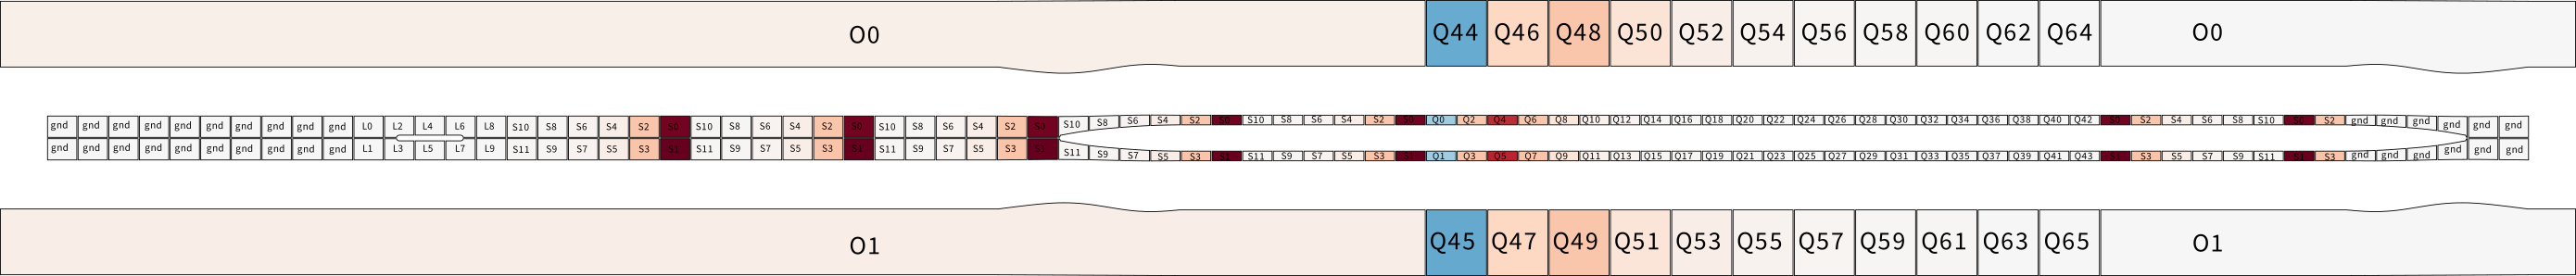 O0 Q44 Q46 Q48 Q50 Q52 Q54 Q56 Q58 Q60 Q62 Q64 O0
gnd gnd gnd gnd gnd gnd gnd gnd gnd gnd L0 L2 L4 L6 L8 S10 S8 S6 S4 S2 S0 S10 S8 S6 S4 S2 S0 S10 S8 S6 S4 S2 S0 S10 S8 S6 S4 S2 S0 S10 S8 S6 S4 S2 S0 Q0 Q2 Q4 Q6 Q8 Q10 Q12 Q14 Q16 Q18 Q20 Q22 Q24 Q26 Q28 Q30 Q32 Q34 Q36 Q38 Q40 Q42 S0 S2 S4 S6 S8 S10 S0 S2 gnd gnd gnd gnd gnd gnd
gnd gnd gnd gnd gnd gnd gnd gnd gnd gnd L1 L3 L5 L7 L9 S11 S9 S7 S5 S3 S1 S11 S9 S7 S5 S3 S1 S11 S9 S7 S5 S3 S1 S11 S9 S7 S5 S3 S1 S11 S9 S7 S5 S3 S1 Q1 Q3 Q5 Q7 Q9 Q11 Q13 Q15 Q17 Q19 Q21 Q23 Q25 Q27 Q29 Q31 Q33 Q35 Q37 Q39 Q41 Q43 S1 S3 S5 S7 S9 S11 S1 S3 gnd gnd gnd gnd gnd gnd
O1 Q45 Q47 Q49 Q51 Q53 Q55 Q57 Q59 Q61 Q63 Q65 O1